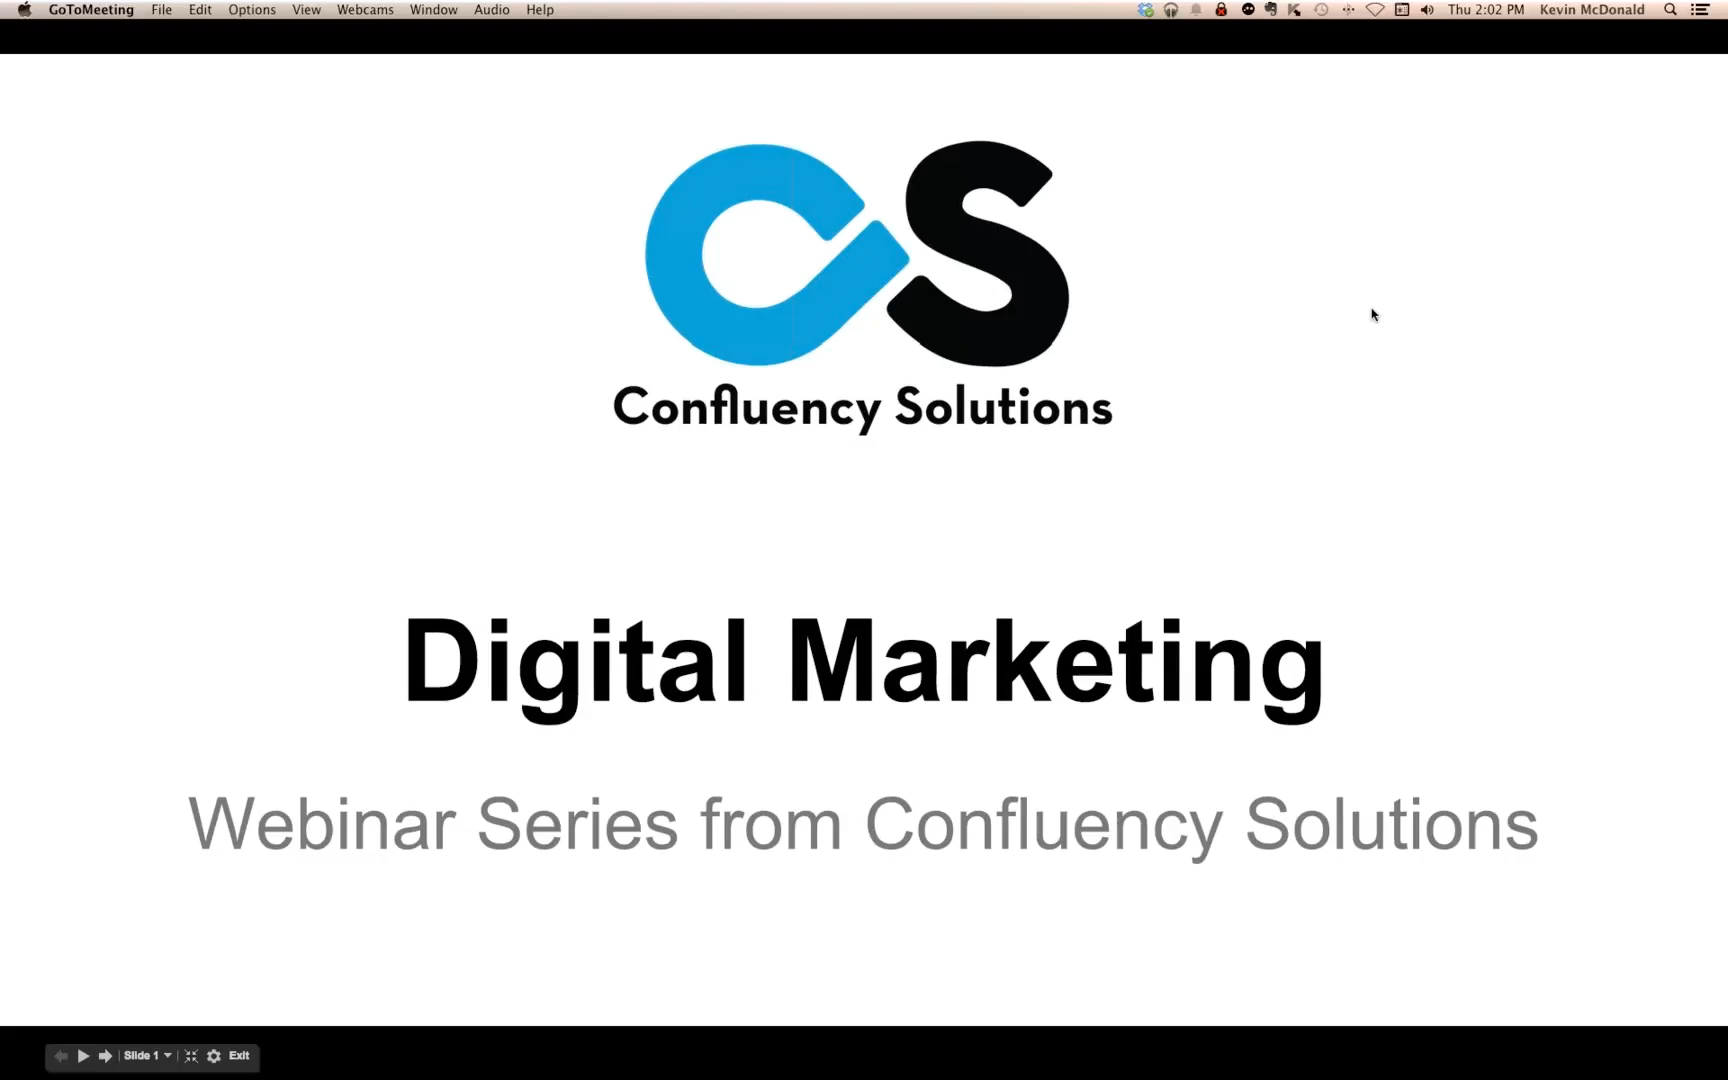 GoToMeeting File Edit Options View Webcams Window Audio Help Thu 2:02 PM Kevin McDonald
CS
Confluency Solutions
Digital Marketing
Webinar Series from Confluency Solutions
Slide 1 Exit